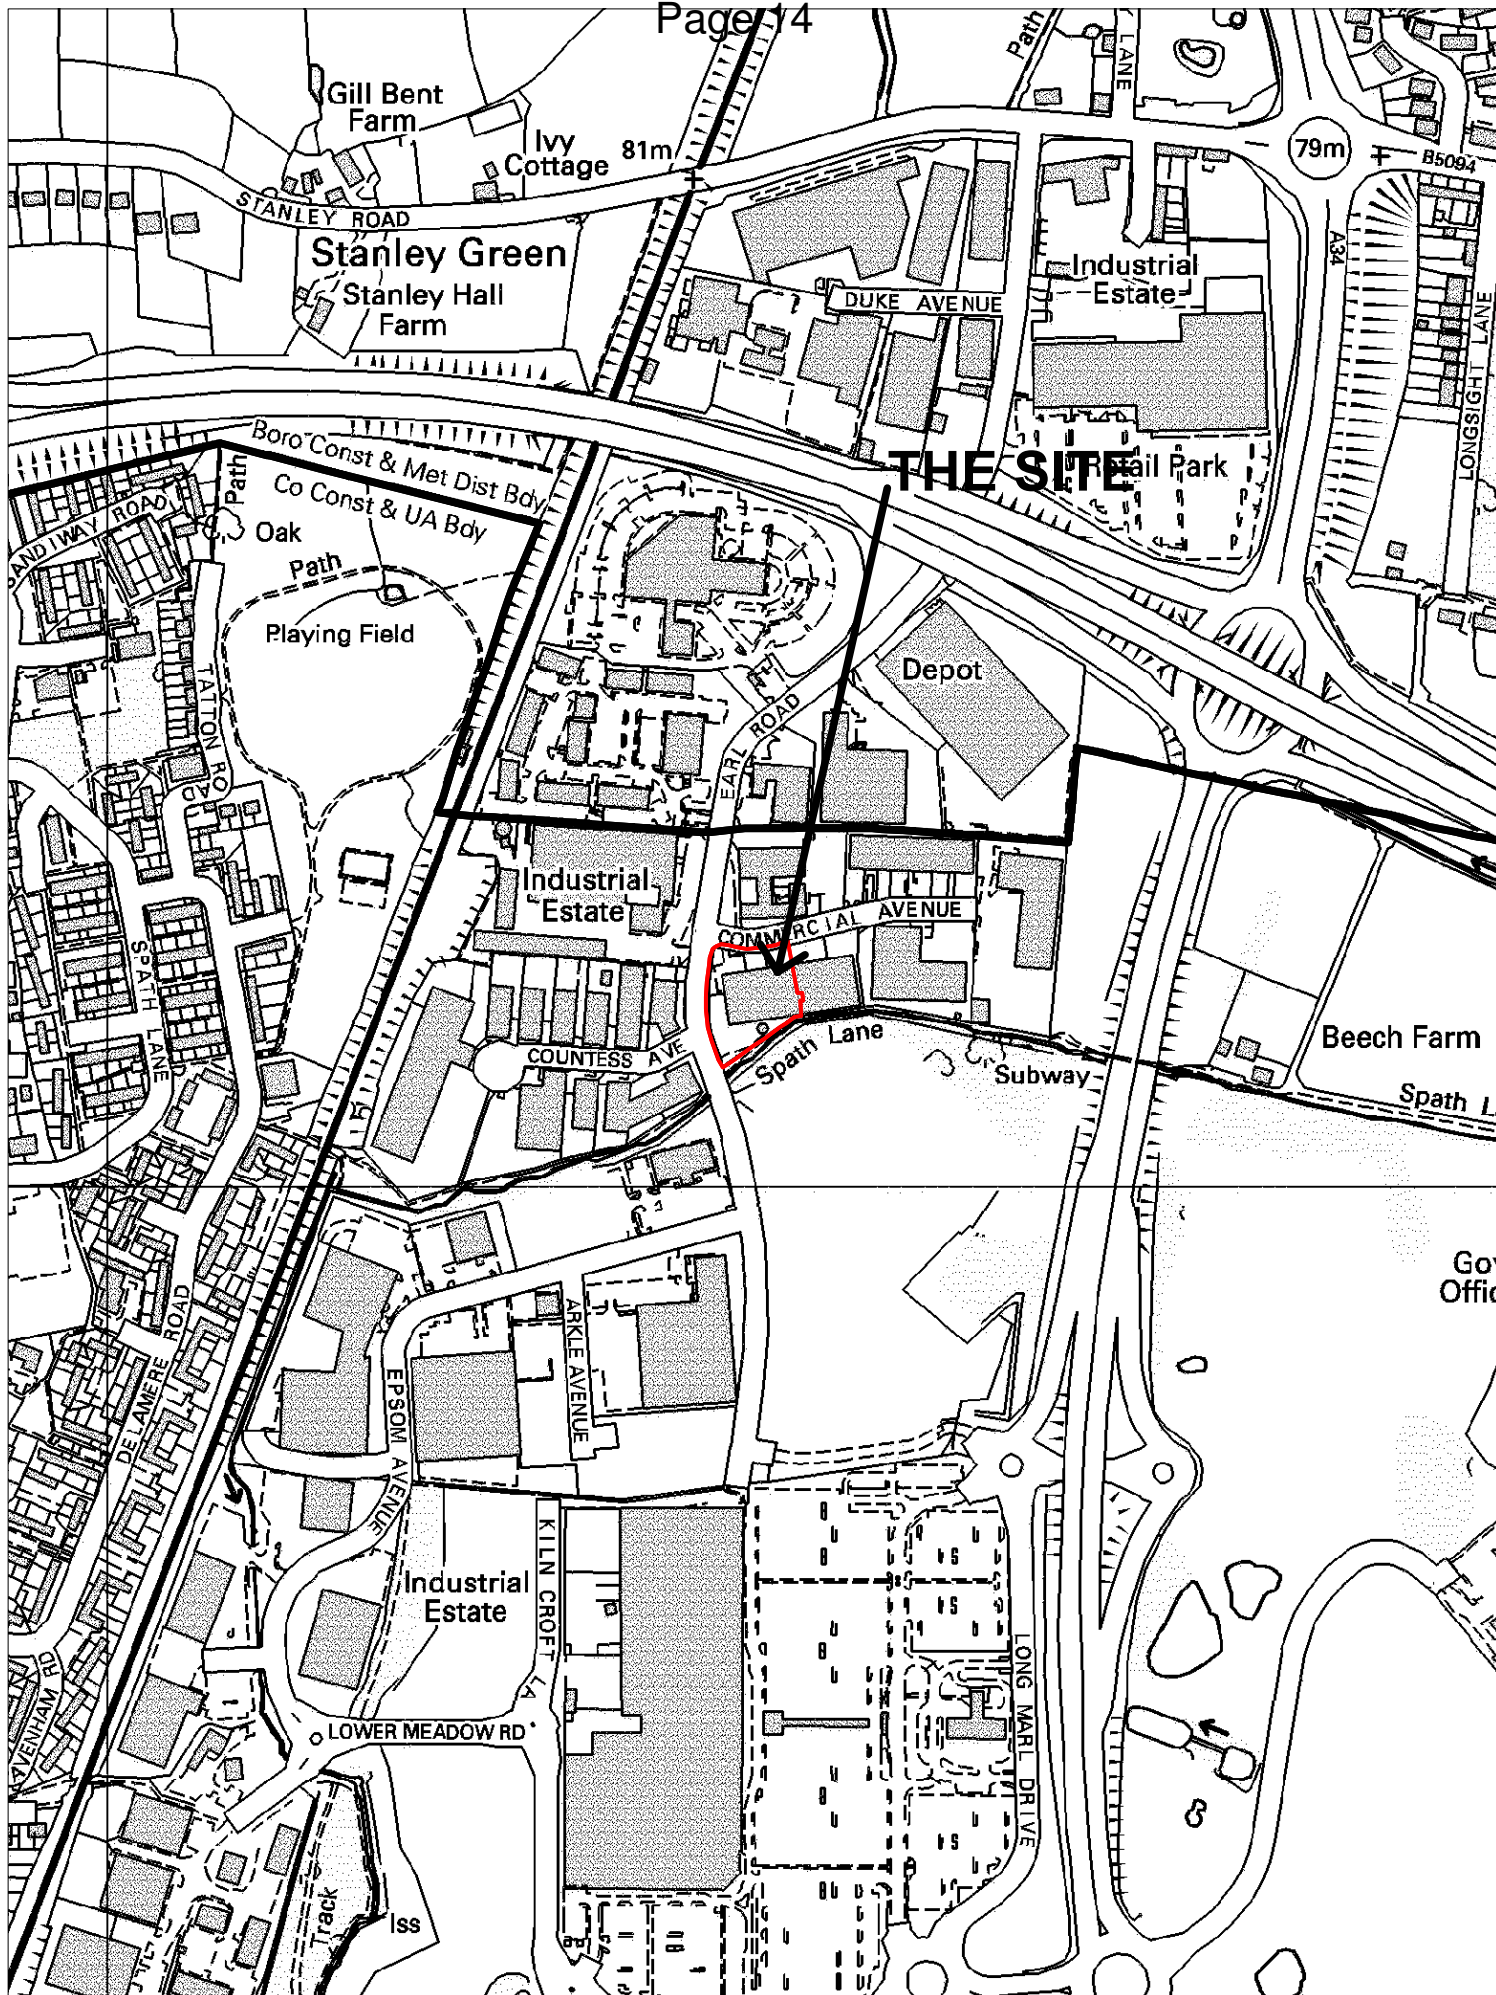 Page 14
Path
LANE
Gill Bent
Farm
Ivy
Cottage
81m
79m
B5094
STANLEY ROAD
Stanley Green
A34
Industrial
Estate
Stanley Hall
Farm
DUKE AVENUE
LONGSIGHT LANE
Boro Const & Met Dist Bdy
Co Const & UA Bdy
THE SITE
Retail Park
Path
ANDIWAY ROAD
Oak
Path
Playing Field
Depot
TATTON ROAD
EARL ROAD
Industrial
Estate
COMMERCIAL AVENUE
SPATH LANE
Spath Lane
COUNTESS AVE
Subway
Beech Farm
Spath L
Gov
Offic
DELAMERE ROAD
ARKLE AVENUE
EPSOM AVENUE
KILN CROFT LA
Industrial
Estate
LONG MARL DRIVE
AVENHAM RD
LOWER MEADOW RD
Track
Iss